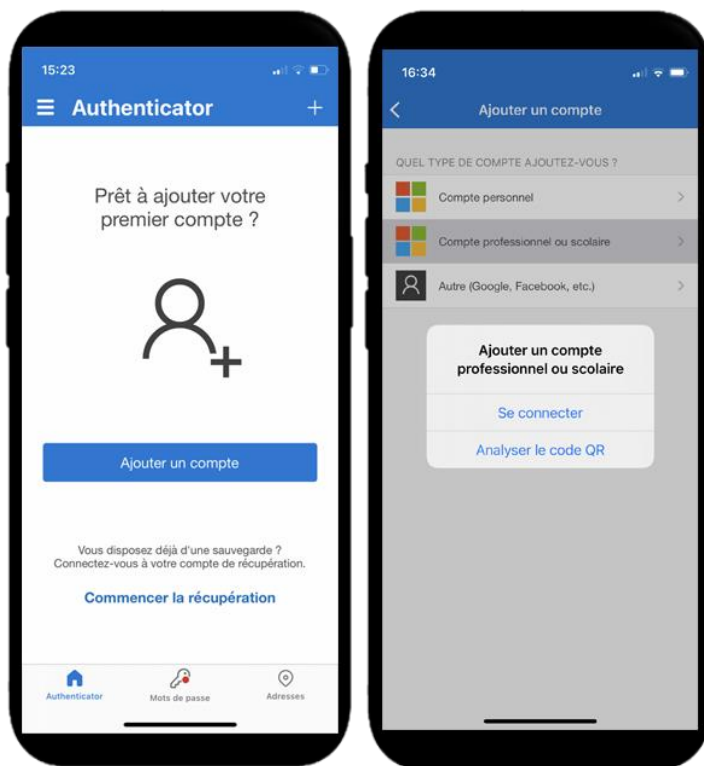 15:23
Authenticator
Prêt à ajouter votre
premier compte ?
Ajouter un compte
Vous disposez déjà d'une sauvegarde ?
Connectez-vous à votre compte de récupération.
Commencer la récupération
Authenticator
Mots de passe
Adresses
16:34
Ajouter un compte
QUEL TYPE DE COMPTE AJOUTEZ-VOUS ?
Compte personnel
Compte professionnel ou scolaire
Autre (Google, Facebook, etc.)
Ajouter un compte
professionnel ou scolaire
Se connecter
Analyser le code QR